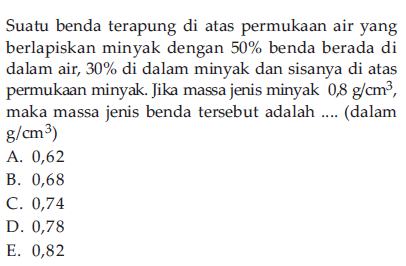 Suatu benda terapung di atas permukaan air yang
berlapiskan minyak dengan 50% benda berada di
dalam air, 30% di dalam minyak dan sisanya di atas
permukaan minyak. Jika massa jenis minyak 0,8 g/cm³,
maka massa jenis benda tersebut adalah .... (dalam
g/cm³)
A. 0,62
B. 0,68
C. 0,74
D. 0,78
E. 0,82